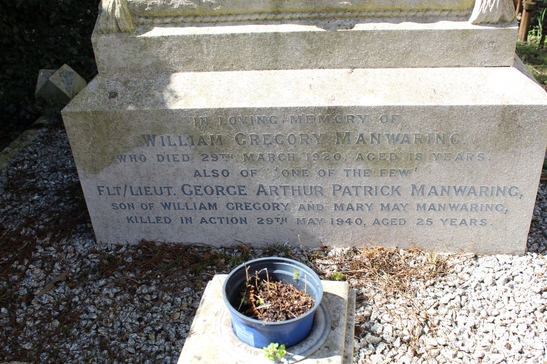 IN LOVING MEMORY OF
WILLIAM GREGORY MANWARING
WHO DIED 29TH MARCH 1920, AGED 18 YEARS.
ALSO OF "ONE OF THE FEW"
FLT/LIEUT. GEORGE ARTHUR PATRICK MANWARING,
SON OF WILLIAM GREGORY AND MARY MAY MANWARING,
KILLED IN ACTION 29TH MAY 1940, AGED 25 YEARS.